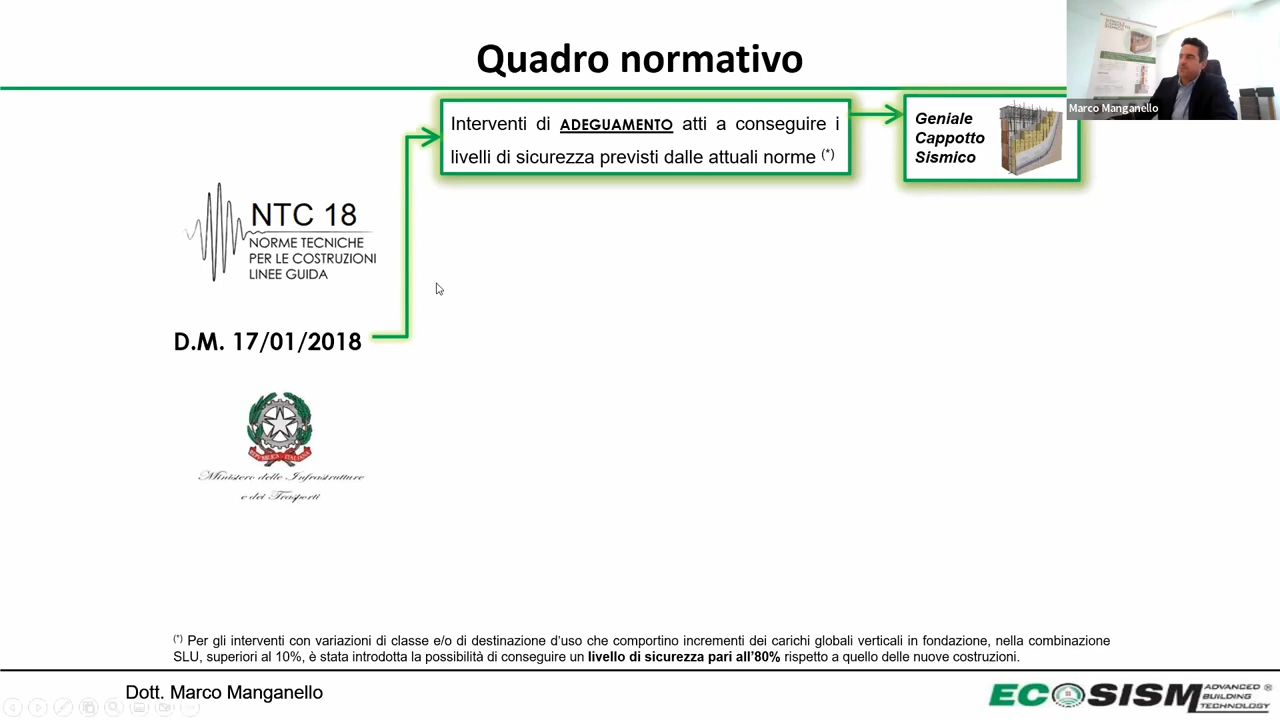 Quadro normativo
Marco Manganello
Interventi di ADEGUAMENTO atti a conseguire i
livelli di sicurezza previsti dalle attuali norme (*)
Geniale
Cappotto
Sismico
NTC 18
NORME TECNICHE
PER LE COSTRUZIONI
LINEE GUIDA
D.M. 17/01/2018
REPVBBLICA ITALIANA
Ministero delle Infrastrutture
e dei Trasporti
(*) Per gli interventi con variazioni di classe e/o di destinazione d'uso che comportino incrementi dei carichi globali verticali in fondazione, nella combinazione
SLU, superiori al 10%, è stata introdotta la possibilità di conseguire un livello di sicurezza pari all'80% rispetto a quello delle nuove costruzioni.
Dott. Marco Manganello
ECOSISM ADVANCED ®
BUILDING
TECHNOLOGY